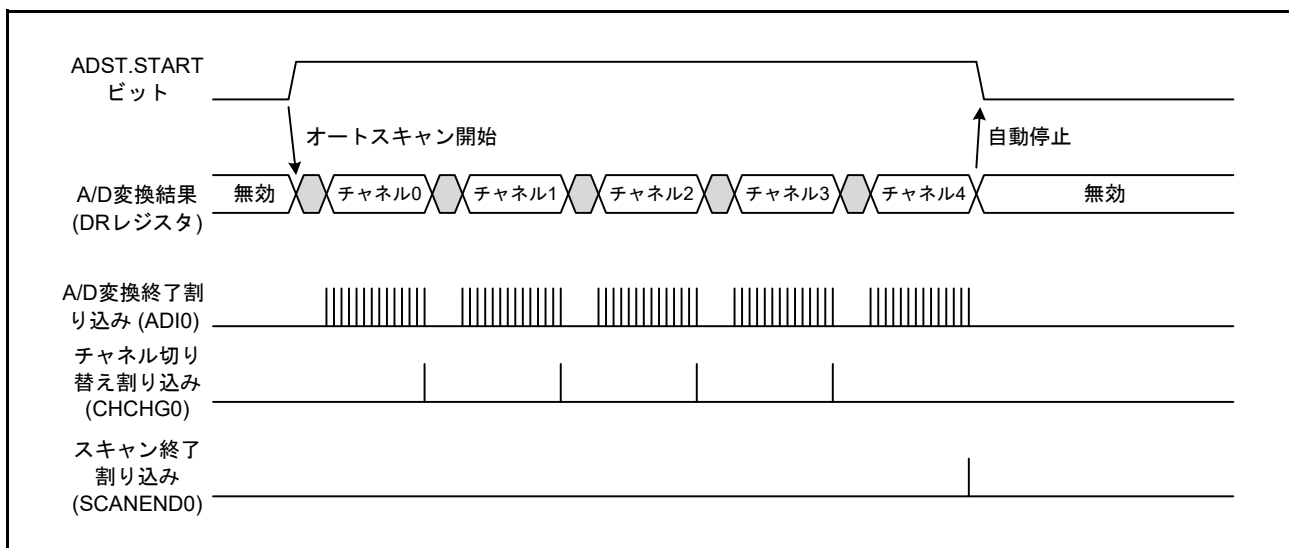 ADST.START
ビット
オートスキャン開始
自動停止
A/D変換結果
(DRレジスタ)
無効
チャネル0
チャネル1
チャネル2
チャネル3
チャネル4
無効
A/D変換終了割
り込み (ADI0)
チャネル切り
替え割り込み
(CHCHG0)
スキャン終了
割り込み
(SCANEND0)